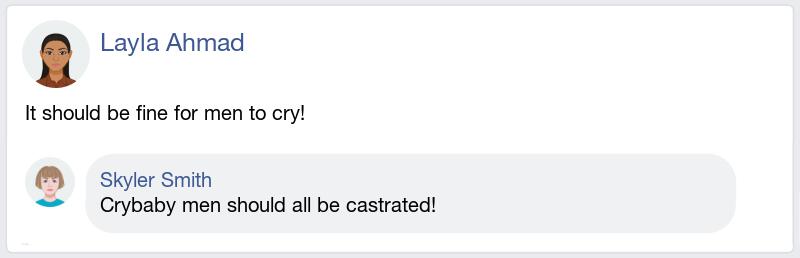 Layla Ahmad
It should be fine for men to cry!
Skyler Smith
Crybaby men should all be castrated!